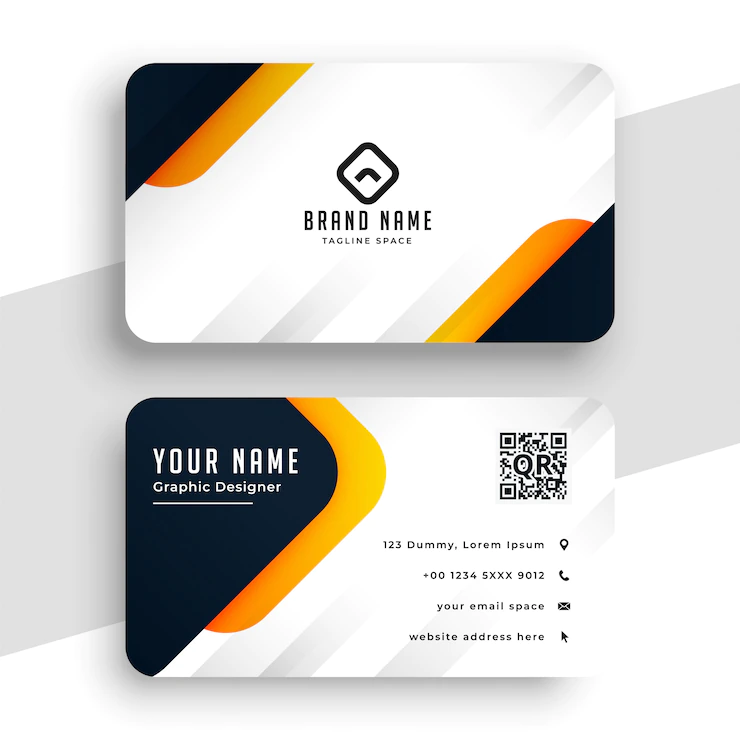 BRAND NAME
TAGLINE SPACE
YOUR NAME
Graphic Designer
QR
123 Dummy, Lorem Ipsum
+00 1234 5XXX 9012
your email space
website address here